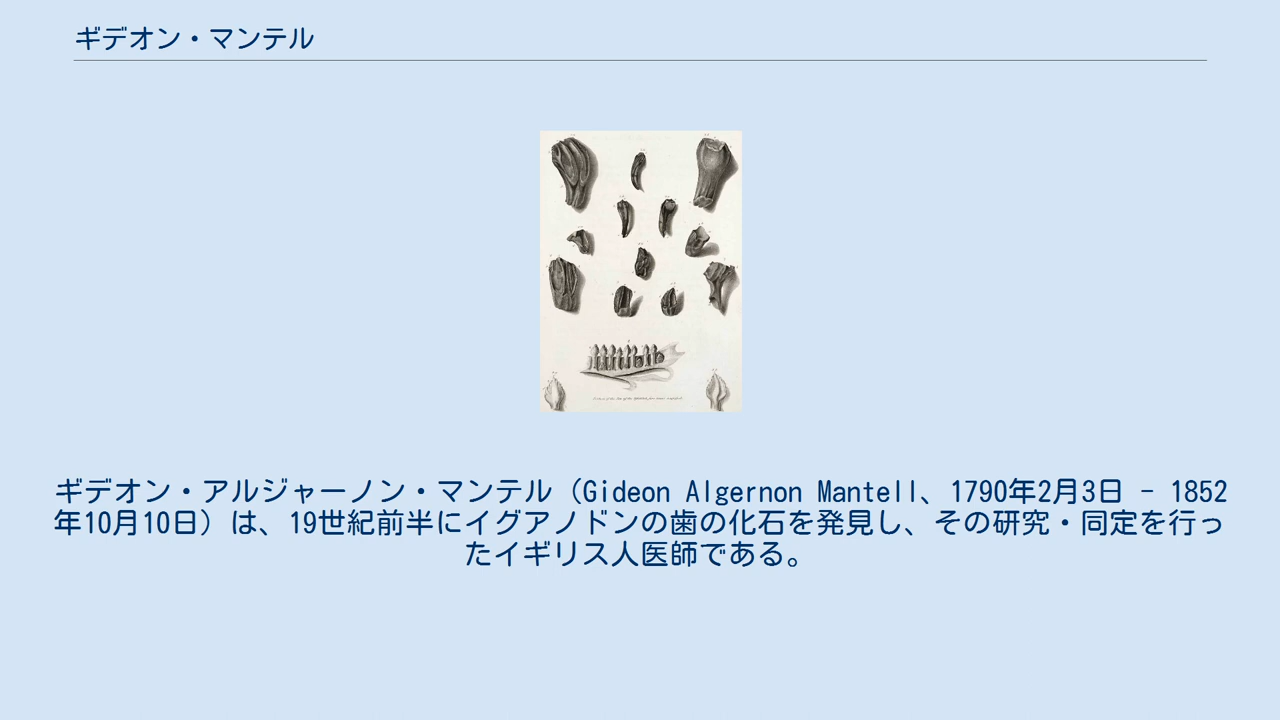 ギデオン・マンテル
ギデオン・アルジャーノン・マンテル（Gideon Algernon Mantell、1790年2月3日 - 1852
年10月10日）は、19世紀前半にイグアノドンの歯の化石を発見し、その研究・同定を行っ
たイギリス人医師である。